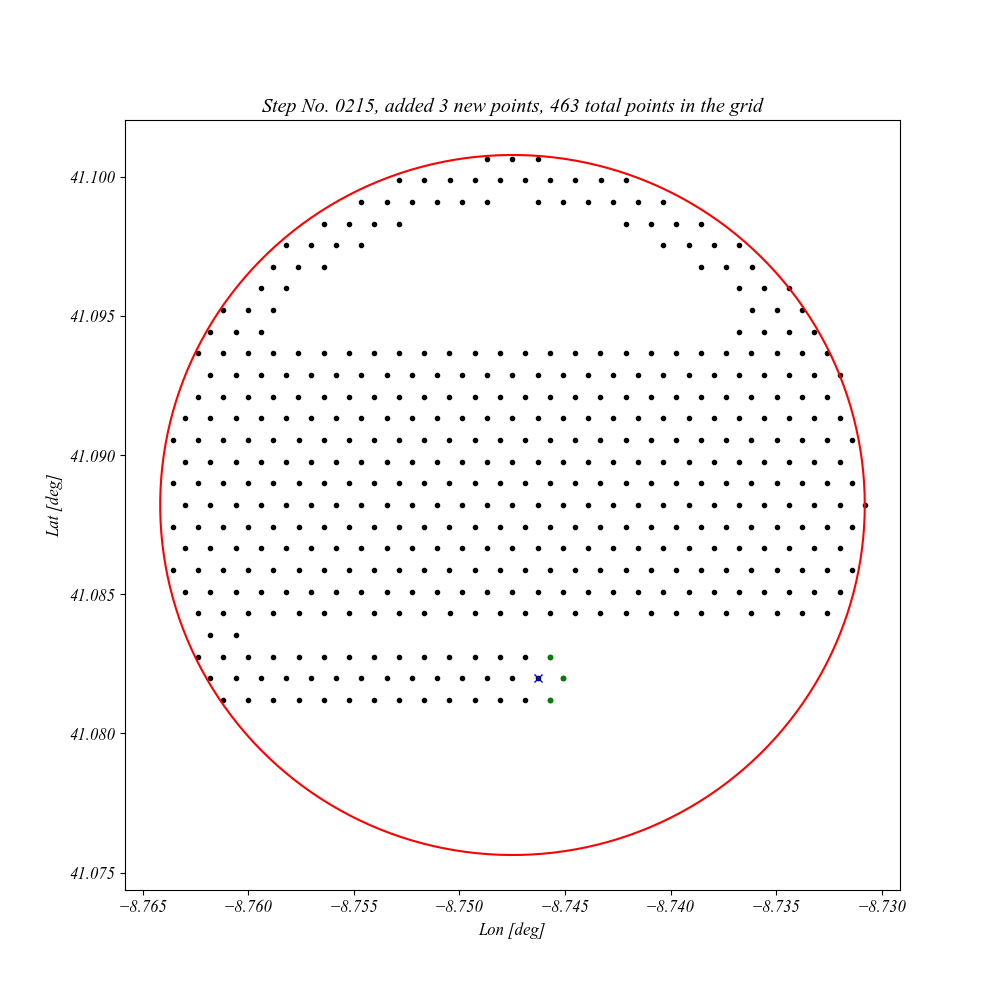 Step No. 0215, added 3 new points, 463 total points in the grid
41.100
41.095
41.090
41.085
41.080
41.075
Lat [deg]
−8.765 −8.760 −8.755 −8.750 −8.745 −8.740 −8.735 −8.730
Lon [deg]